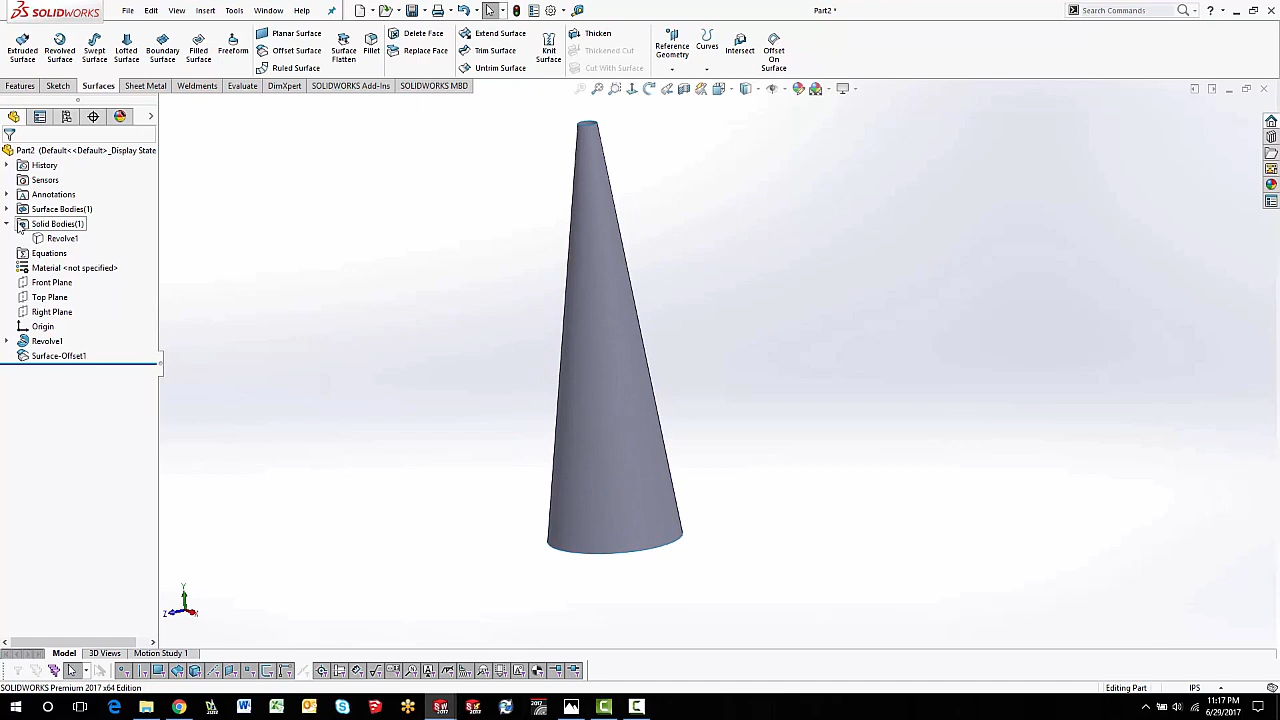 SOLIDWORKS File Edit View Insert Tools Window Help Part2 * Search Commands
Extruded Surface
Revolved Surface
Swept Surface
Lofted Surface
Boundary Surface
Filled Surface
Freeform
Planar Surface
Offset Surface
Ruled Surface
Surface Flatten
Fillet
Delete Face
Replace Face
Extend Surface
Trim Surface
Untrim Surface
Knit Surface
Thicken
Thickened Cut
Cut With Surface
Reference Geometry
Curves
Intersect
Offset On Surface
Features Sketch Surfaces Sheet Metal Weldments Evaluate DimXpert SOLIDWORKS Add-Ins SOLIDWORKS MBD
Part2 (Default<<Default>_Display State
History
Sensors
Annotations
Surface Bodies(1)
Solid Bodies(1)
Revolve1
Equations
Material <not specified>
Front Plane
Top Plane
Right Plane
Origin
Revolve1
Surface-Offset1
Y
Z X
Model 3D Views Motion Study 1
SOLIDWORKS Premium 2017 x64 Edition Editing Part IPS
11:17 PM
6/29/2017